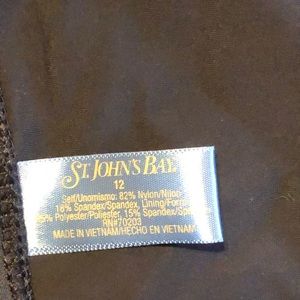 ST. JOHN'S BAY.
12
Self/Unomismo: 82% Nylon/Nilon
18% Spandex/Spandex, Lining/Forro
85% Polyester/Poliester, 15% Spandex/Spandex
RN#70203
MADE IN VIETNAM/HECHO EN VIETNAM